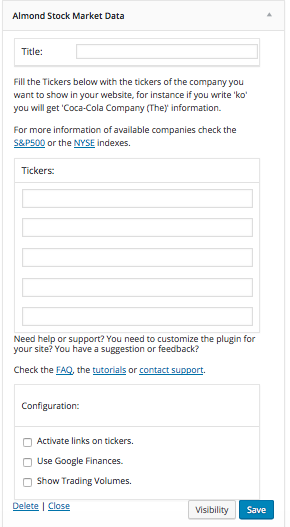 Almond Stock Market Data
Title:
Fill the Tickers below with the tickers of the company you
want to show in your website, for instance if you write 'ko'
you will get 'Coca-Cola Company (The)' information.
For more information of available companies check the
S&P500 or the NYSE indexes.
Tickers:
Need help or support? You need to customize the plugin for
your site? You have a suggestion or feedback?
Check the FAQ, the tutorials or contact support.
Configuration:
Activate links on tickers.
Use Google Finances.
Show Trading Volumes.
Delete | Close
Visibility
Save